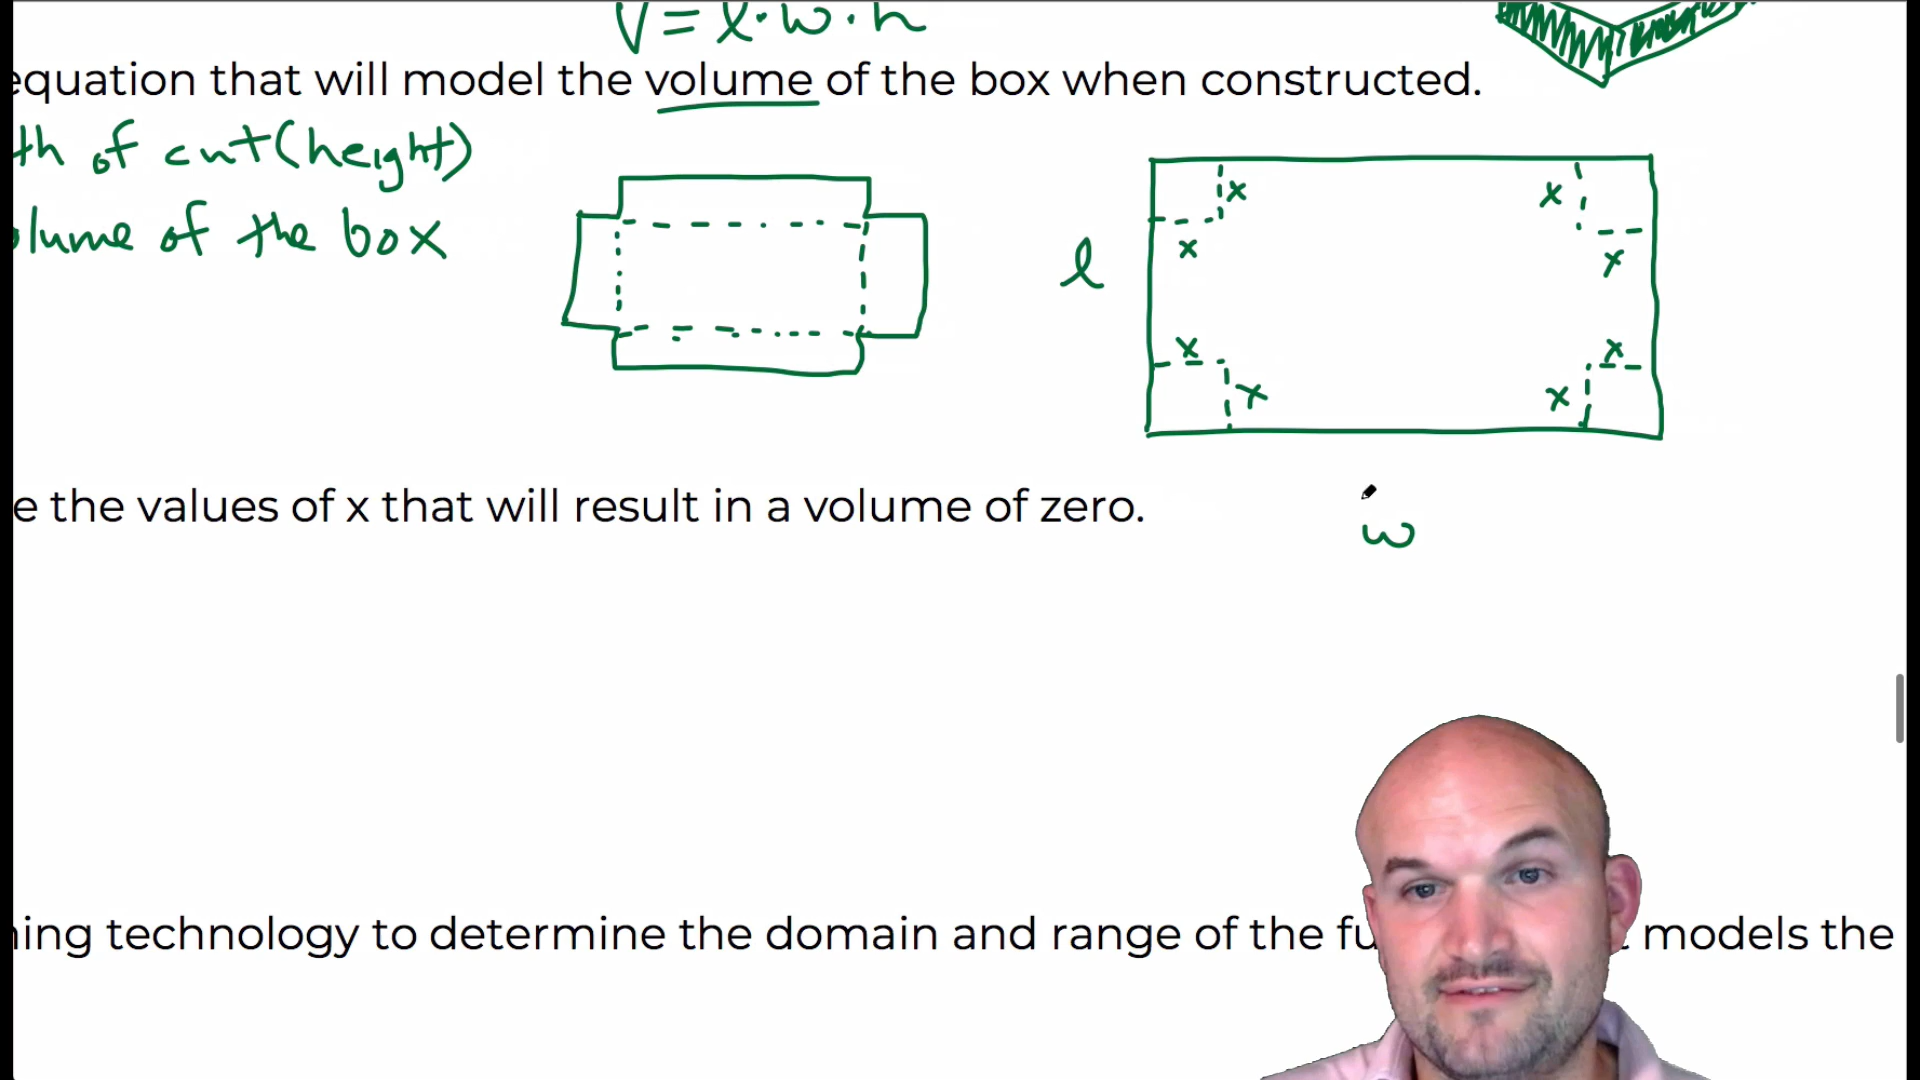 V = l · w · h
equation that will model the volume of the box when constructed.
th of cut (height)
olume of the box
x
x
x
x
l
x
x
x
x
e the values of x that will result in a volume of zero.
w
ing technology to determine the domain and range of the fu models the